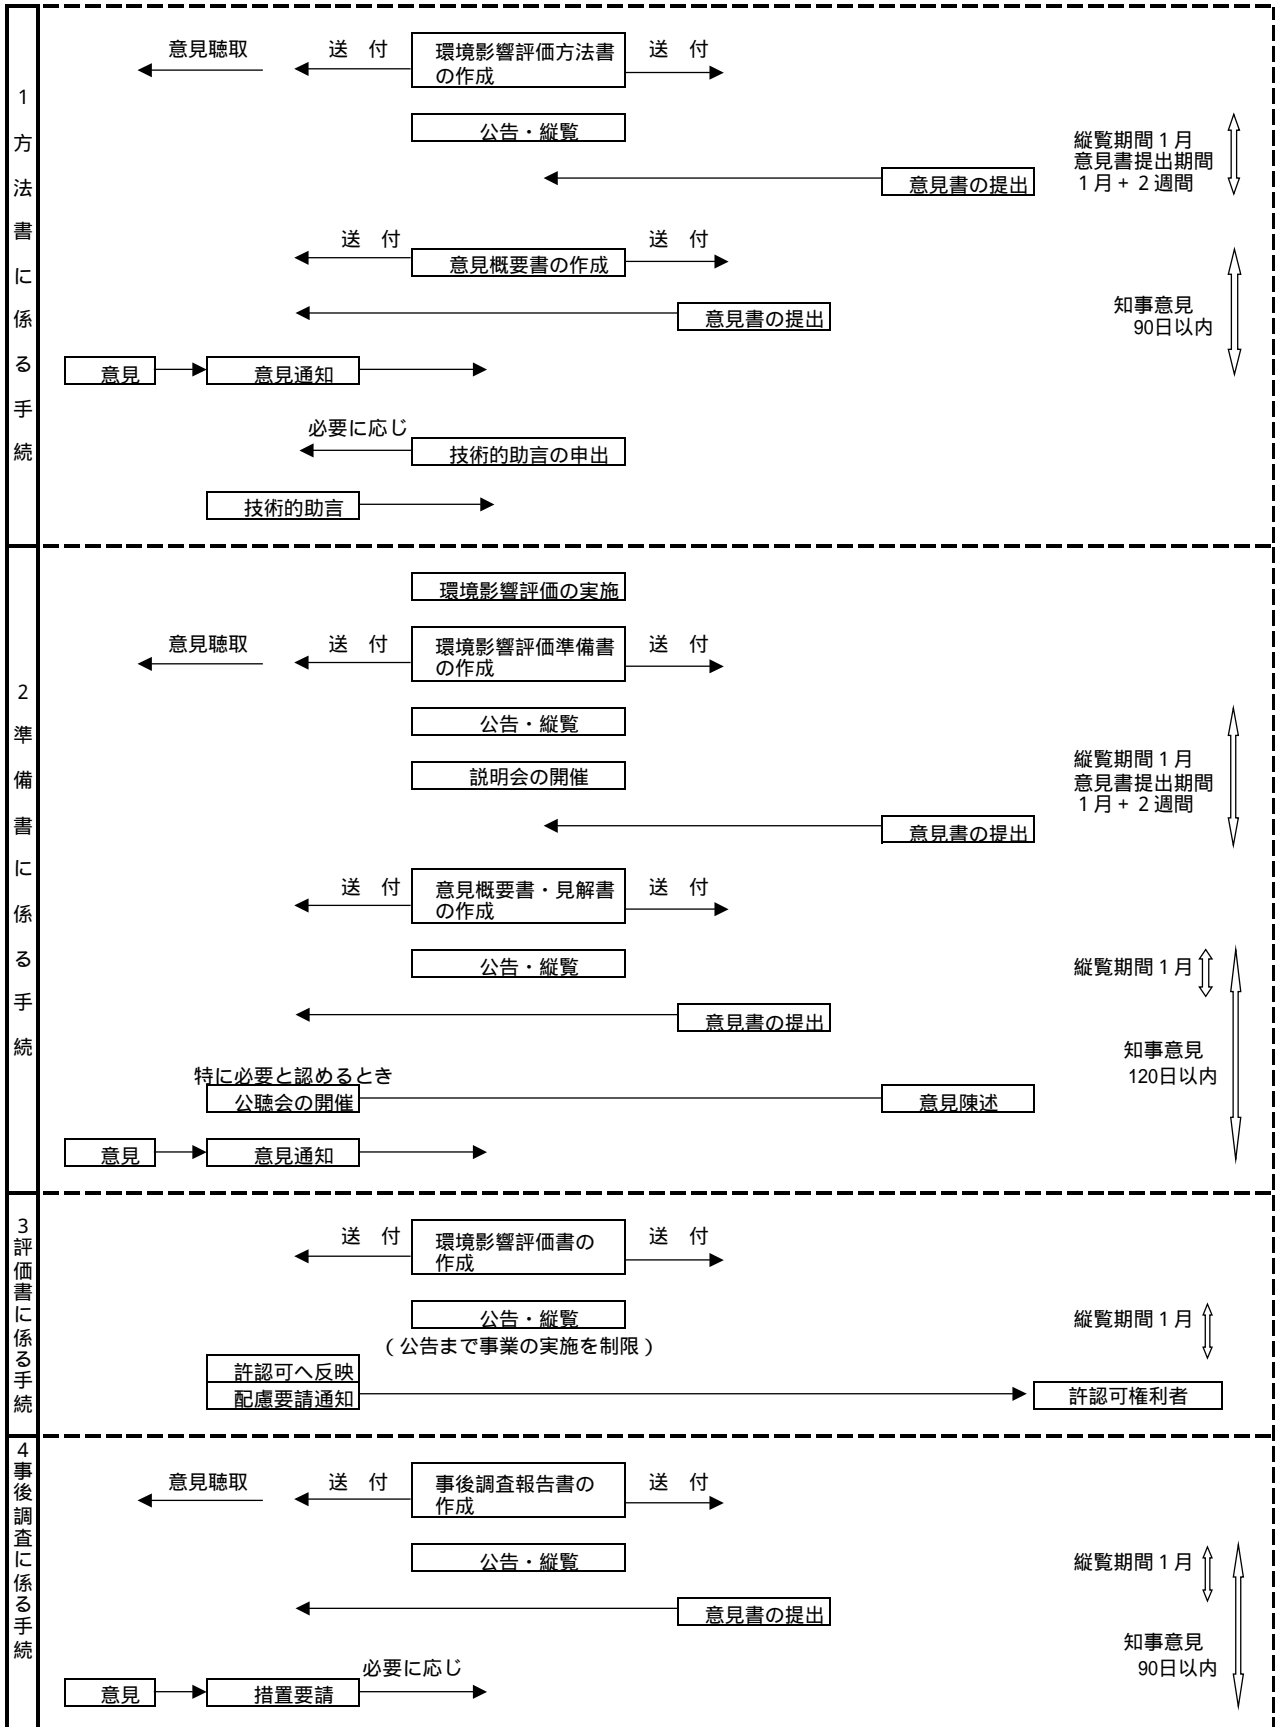 1方法書に係る手続
意見聴取
送 付
環境影響評価方法書
の作成
送 付
公告・縦覧
縦覧期間1月
意見書提出期間
1月+2週間
意見書の提出
送 付
意見概要書の作成
送 付
意見書の提出
知事意見
90日以内
意見
意見通知
必要に応じ
技術的助言の申出
技術的助言
2準備書に係る手続
環境影響評価の実施
意見聴取
送 付
環境影響評価準備書
の作成
送 付
公告・縦覧
説明会の開催
縦覧期間1月
意見書提出期間
1月+2週間
意見書の提出
送 付
意見概要書・見解書
の作成
送 付
公告・縦覧
縦覧期間1月
意見書の提出
知事意見
120日以内
特に必要と認めるとき
公聴会の開催
意見陳述
意見
意見通知
3評価書に係る手続
送 付
環境影響評価書の
作成
送 付
公告・縦覧
縦覧期間1月
(公告まで事業の実施を制限)
許認可へ反映
配慮要請通知
許認可権利者
4事後調査に係る手続
意見聴取
送 付
事後調査報告書の
作成
送 付
公告・縦覧
縦覧期間1月
意見書の提出
知事意見
90日以内
意見
措置要請
必要に応じ